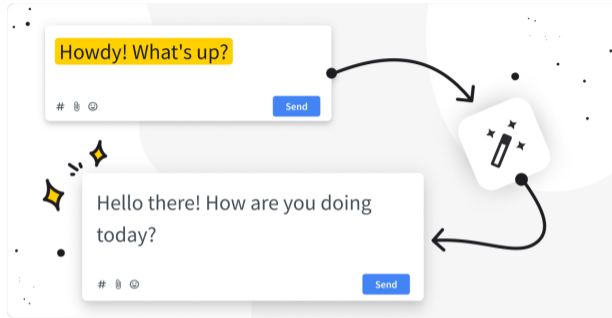 Howdy! What's up?
# Send
Hello there! How are you doing
today?
# Send